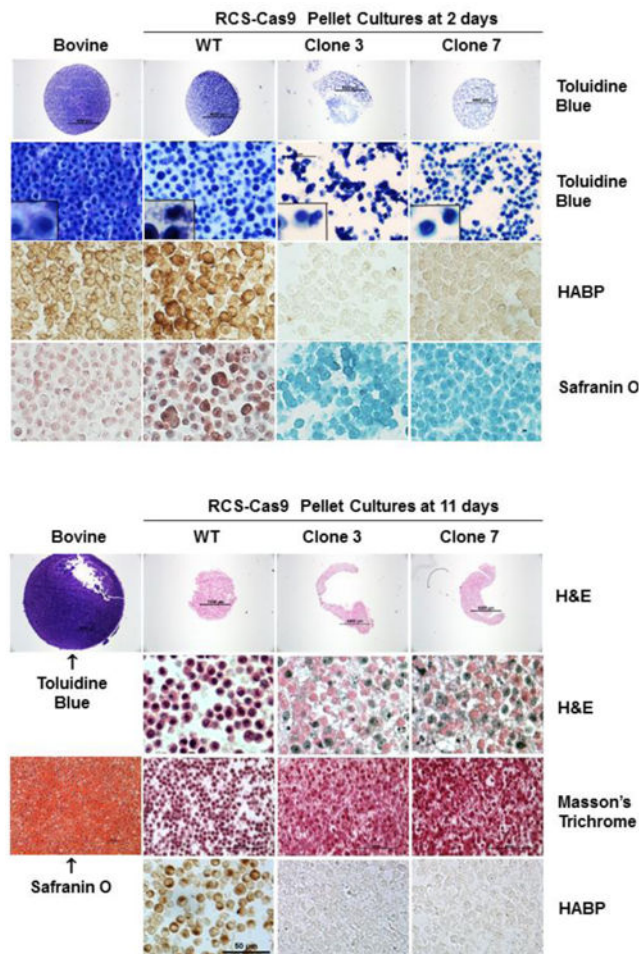 RCS-Cas9 Pellet Cultures at 2 days
Bovine WT Clone 3 Clone 7
Toluidine
Blue
Toluidine
Blue
HABP
Safranin O
RCS-Cas9 Pellet Cultures at 11 days
Bovine WT Clone 3 Clone 7
H&E
↑
Toluidine
Blue
H&E
Masson's
Trichrome
↑
Safranin O
HABP
50 µm